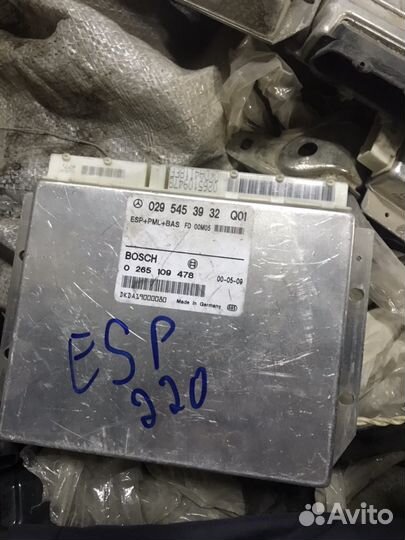 029 545 39 32 Q01
ESP+PML+BAS FD 00M05
BOSCH
0 265 109 478
00-05-09
DKDA19000080
Made in Germany
ESP
220
Avito